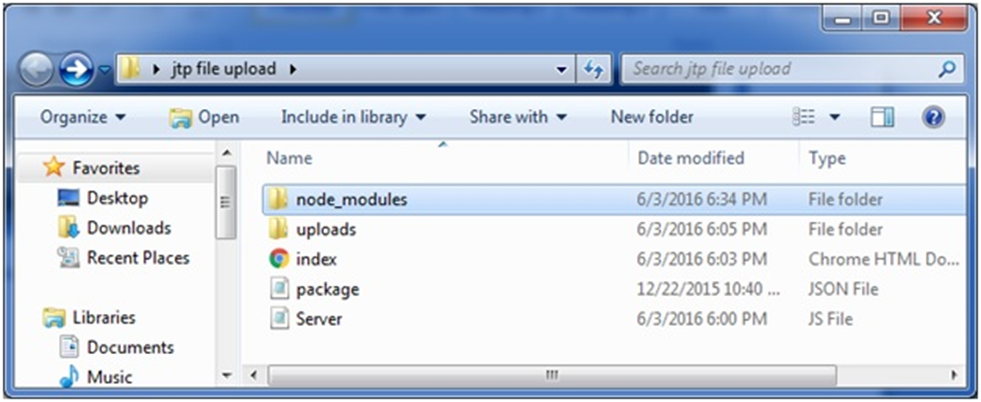 jtp file upload
Search jtp file upload
Organize Open Include in library Share with New folder
Favorites
Desktop
Downloads
Recent Places
Libraries
Documents
Music
Name Date modified Type
node_modules 6/3/2016 6:34 PM File folder
uploads 6/3/2016 6:05 PM File folder
index 6/3/2016 6:03 PM Chrome HTML Do...
package 12/22/2015 10:40 ... JSON File
Server 6/3/2016 6:00 PM JS File